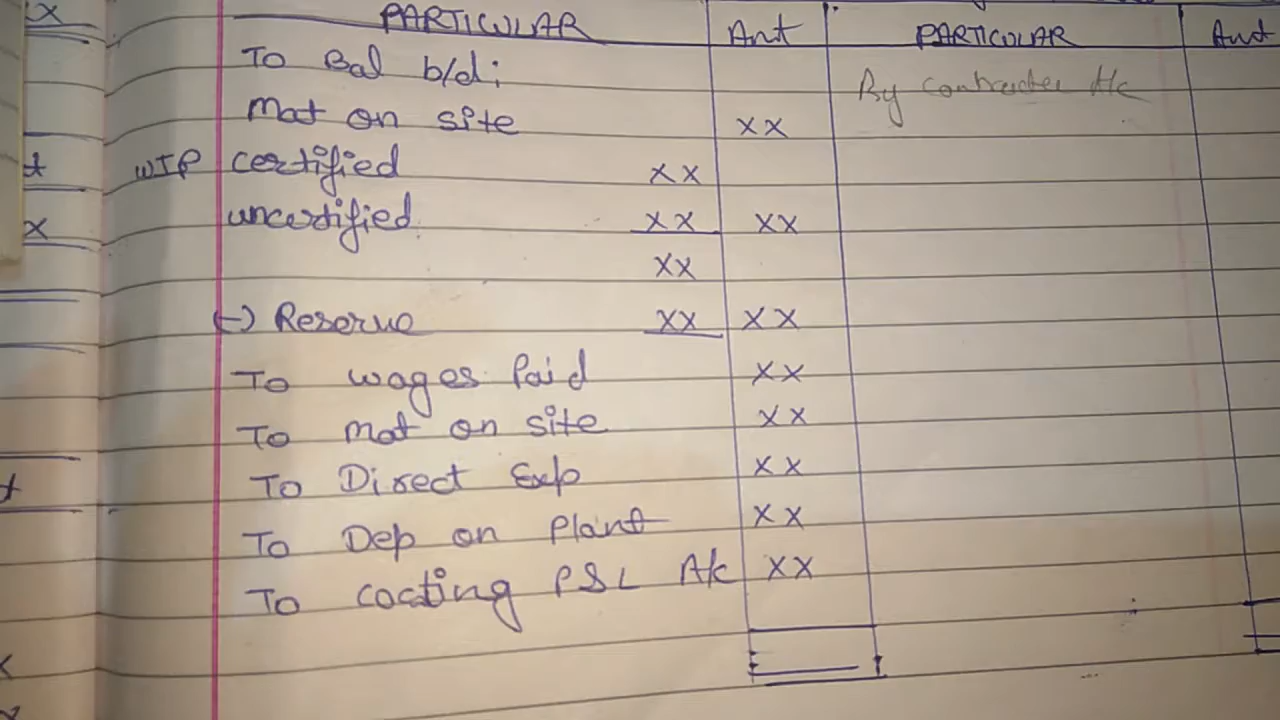 x
PARTICULAR Amt PARTICULAR Amt
To Bal b/d:
By contractee A/c
Mat on site xx
t WIP certified xx
x uncertified xx xx
xx
(-) Reserve xx xx
To wages Paid xx
To mat on site xx
To Direct Exp xx
To Dep on Plant xx
To costing P&L A/c xx